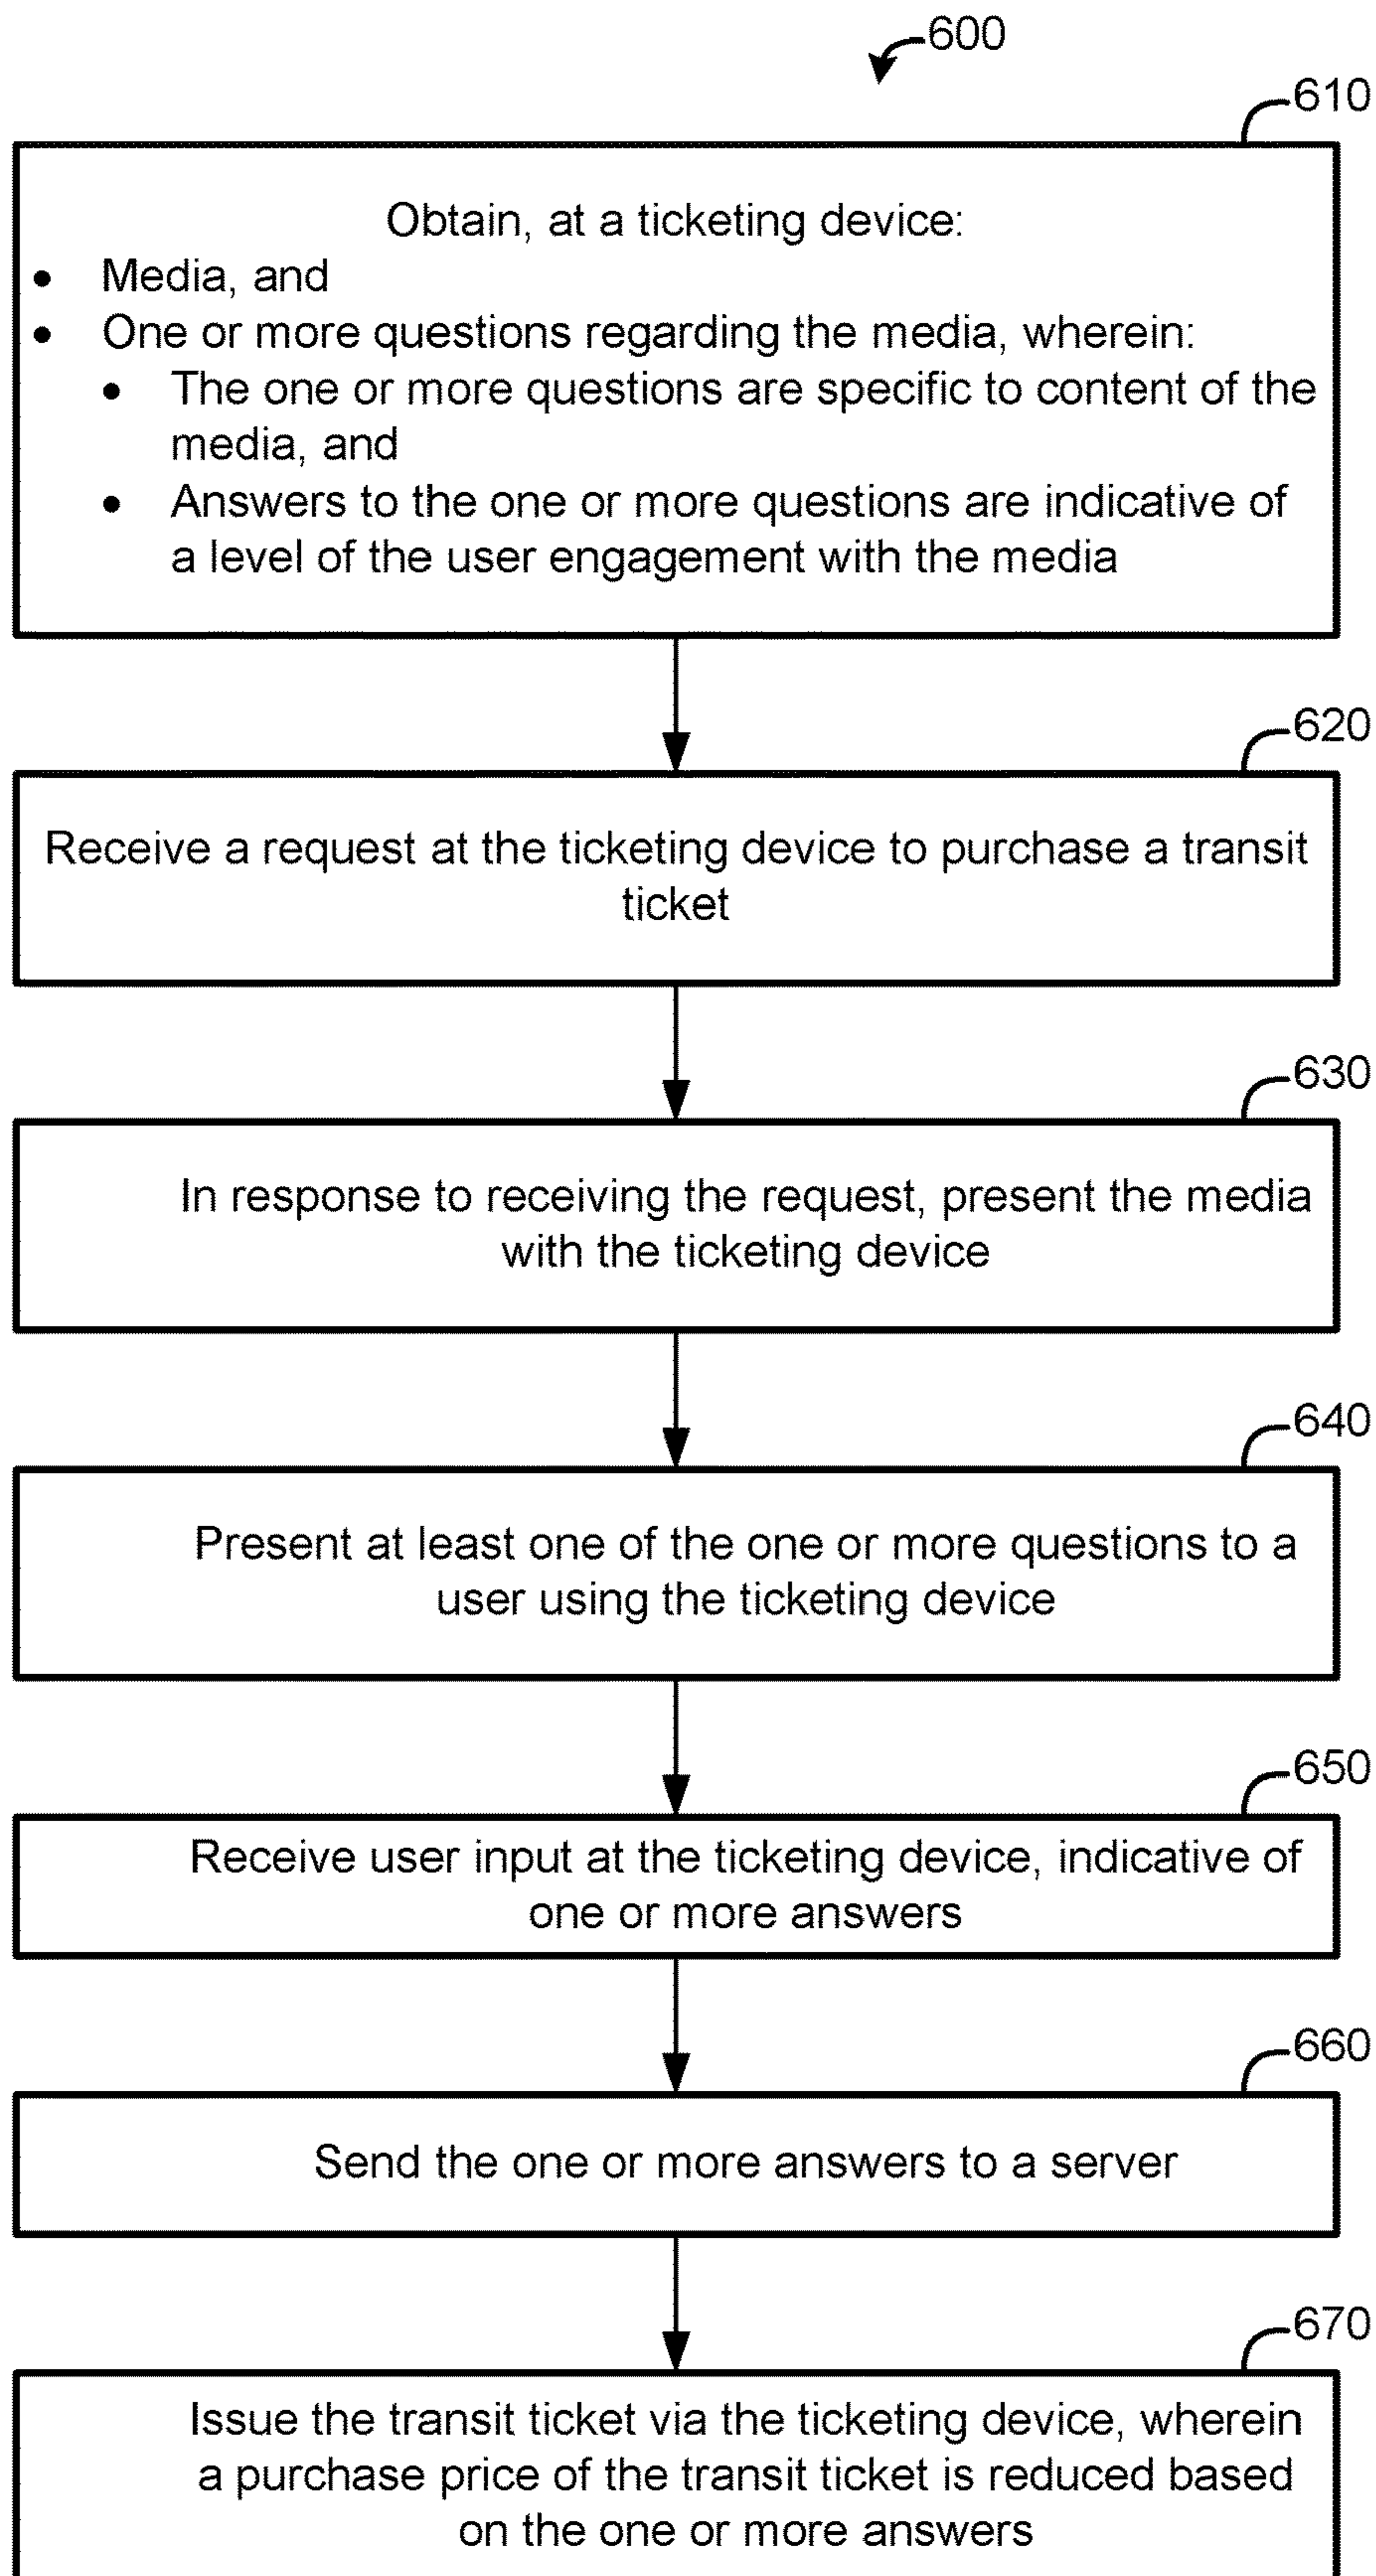 600
610
Obtain, at a ticketing device:
• Media, and
• One or more questions regarding the media, wherein:
• The one or more questions are specific to content of the
media, and
• Answers to the one or more questions are indicative of
a level of the user engagement with the media
620
Receive a request at the ticketing device to purchase a transit
ticket
630
In response to receiving the request, present the media
with the ticketing device
640
Present at least one of the one or more questions to a
user using the ticketing device
650
Receive user input at the ticketing device, indicative of
one or more answers
660
Send the one or more answers to a server
670
Issue the transit ticket via the ticketing device, wherein
a purchase price of the transit ticket is reduced based
on the one or more answers